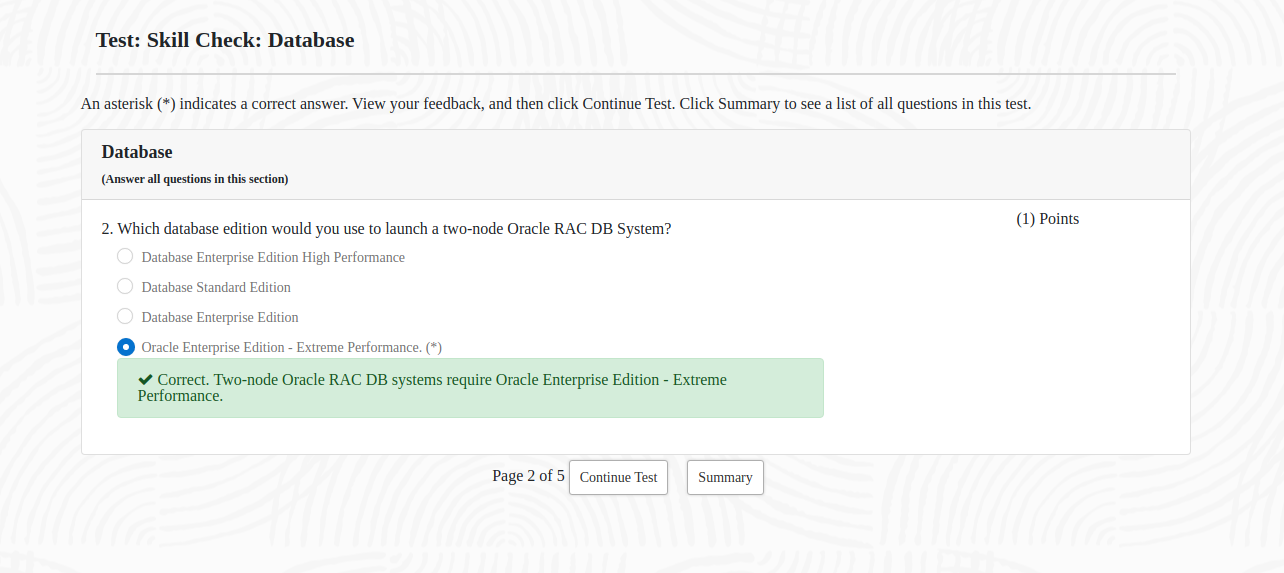 Test: Skill Check: Database
An asterisk (*) indicates a correct answer. View your feedback, and then click Continue Test. Click Summary to see a list of all questions in this test.
Database
(Answer all questions in this section)
2. Which database edition would you use to launch a two-node Oracle RAC DB System?
(1) Points
Database Enterprise Edition High Performance
Database Standard Edition
Database Enterprise Edition
Oracle Enterprise Edition - Extreme Performance. (*)
Correct. Two-node Oracle RAC DB systems require Oracle Enterprise Edition - Extreme
Performance.
Page 2 of 5 Continue Test Summary